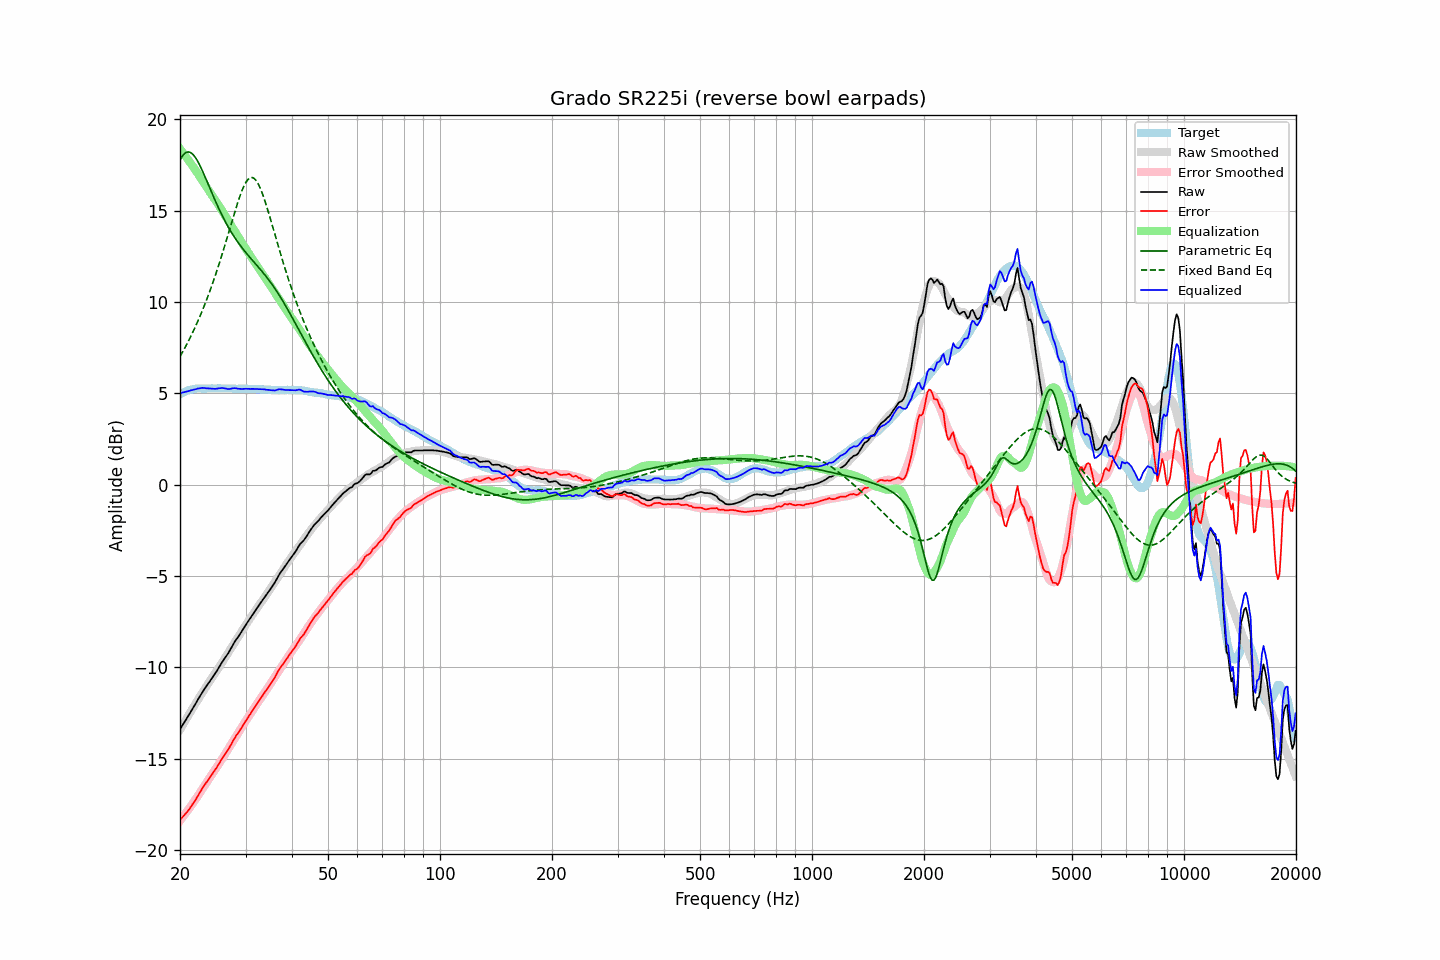 Grado SR225i (reverse bowl earpads)
20
15
10
5
0
−5
−10
−15
−20
Amplitude (dBr)
Target
Raw Smoothed
Error Smoothed
Raw
Error
Equalization
Parametric Eq
Fixed Band Eq
Equalized
20 50 100 200 500 1000 2000 5000 10000 20000
Frequency (Hz)